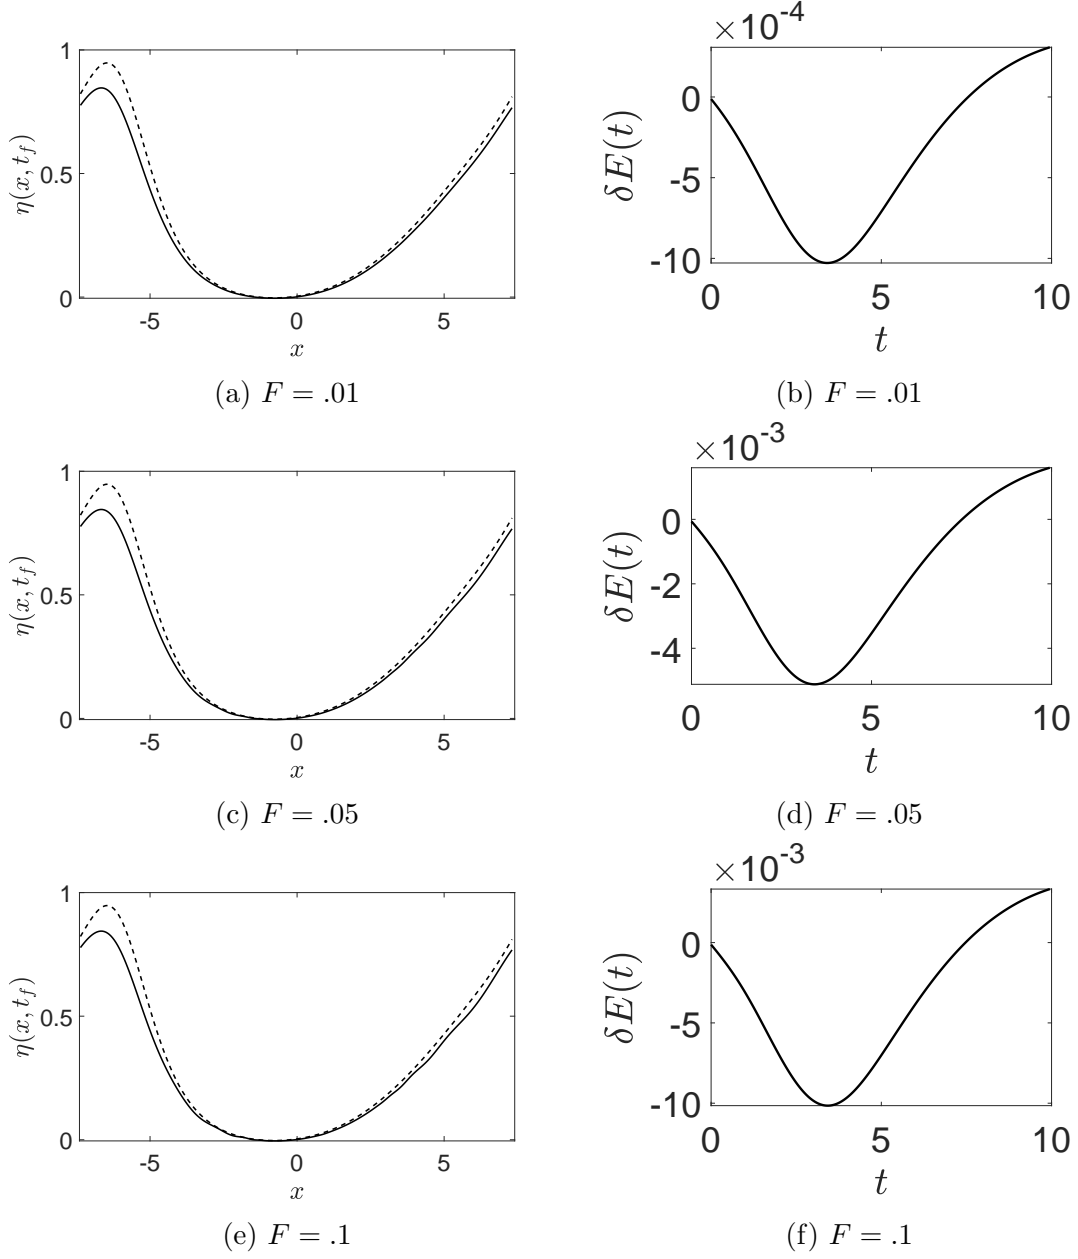 1
0.5
0
η(x, t_f)
-5
0
5
x
(a) F = .01
×10^-4
0
-5
-10
δE(t)
0
5
10
t
(b) F = .01
1
0.5
0
η(x, t_f)
-5
0
5
x
(c) F = .05
×10^-3
0
-2
-4
δE(t)
0
5
10
t
(d) F = .05
1
0.5
0
η(x, t_f)
-5
0
5
x
(e) F = .1
×10^-3
0
-5
-10
δE(t)
0
5
10
t
(f) F = .1